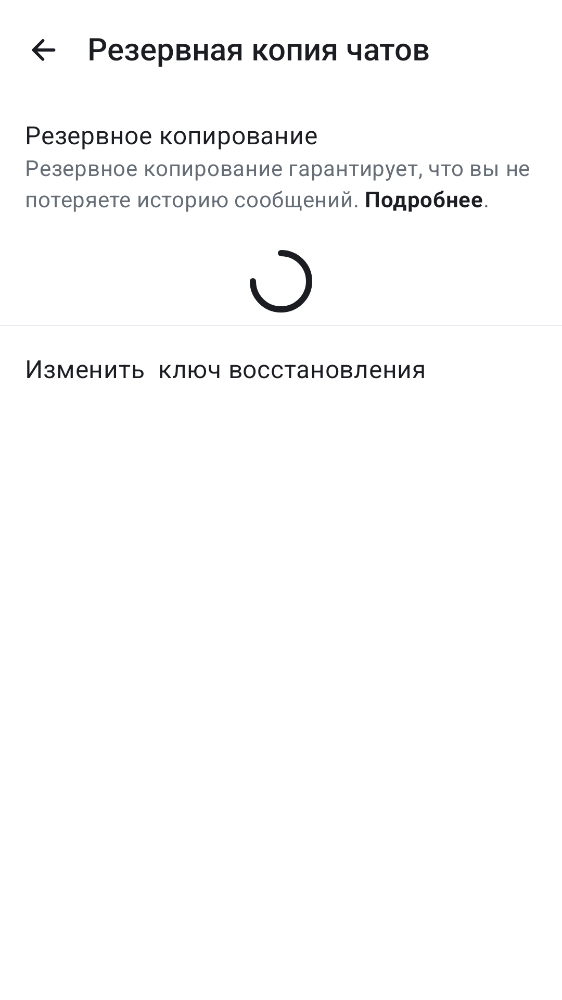 Резервная копия чатов
Резервное копирование
Резервное копирование гарантирует, что вы не
потеряете историю сообщений. Подробнее.
Изменить  ключ восстановления